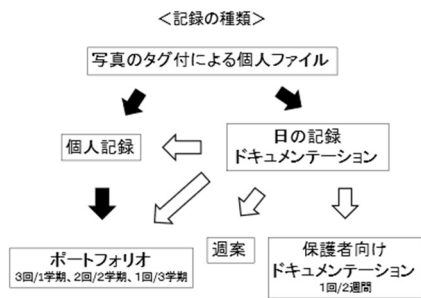 ＜記録の種類＞
写真のタグ付による個人ファイル
個人記録
日の記録
ドキュメンテーション
ポートフォリオ
3回/1学期、2回/2学期、1回/3学期
週案
保護者向け
ドキュメンテーション
1回/2週間